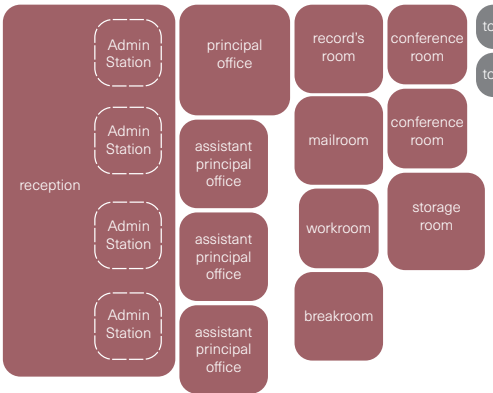 Admin
Station
principal
office
record's
room
conference
room
Admin
Station
assistant
principal
office
mailroom
conference
room
reception
Admin
Station
assistant
principal
office
workroom
storage
room
Admin
Station
assistant
principal
office
breakroom